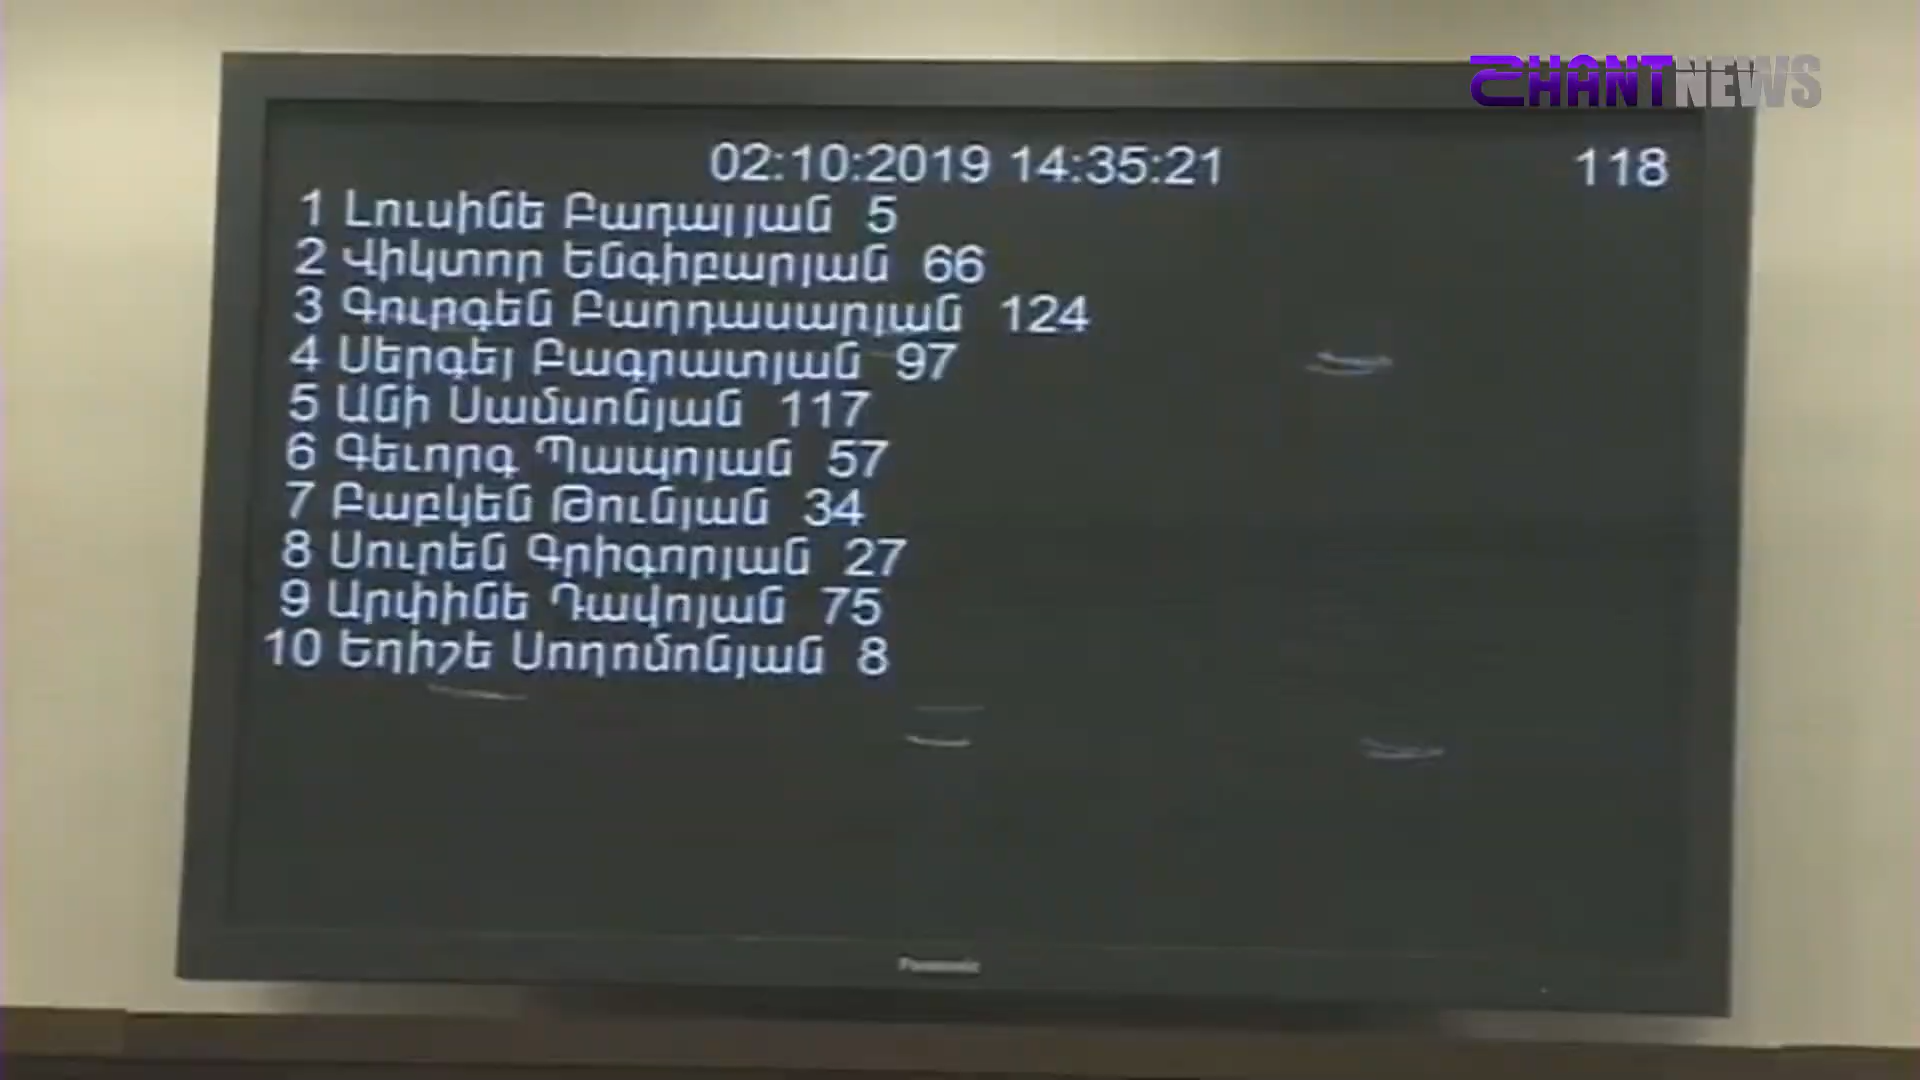 SHANTNEWS
02:10:2019 14:35:21 118
1 Լուսինե Բադալյան 5
2 Վիկտոր Ենգիբարյան 66
3 Գուրգեն Բաղդասարյան 124
4 Սերգեյ Բագրատյան 97
5 Անի Սամսոնյան 117
6 Գեւորգ Պապոյան 57
7 Բաբկեն Թունյան 34
8 Սուրեն Գրիգորյան 27
9 Արփինե Դավոյան 75
10 Եղիշե Սողոմոնյան 8
Panasonic